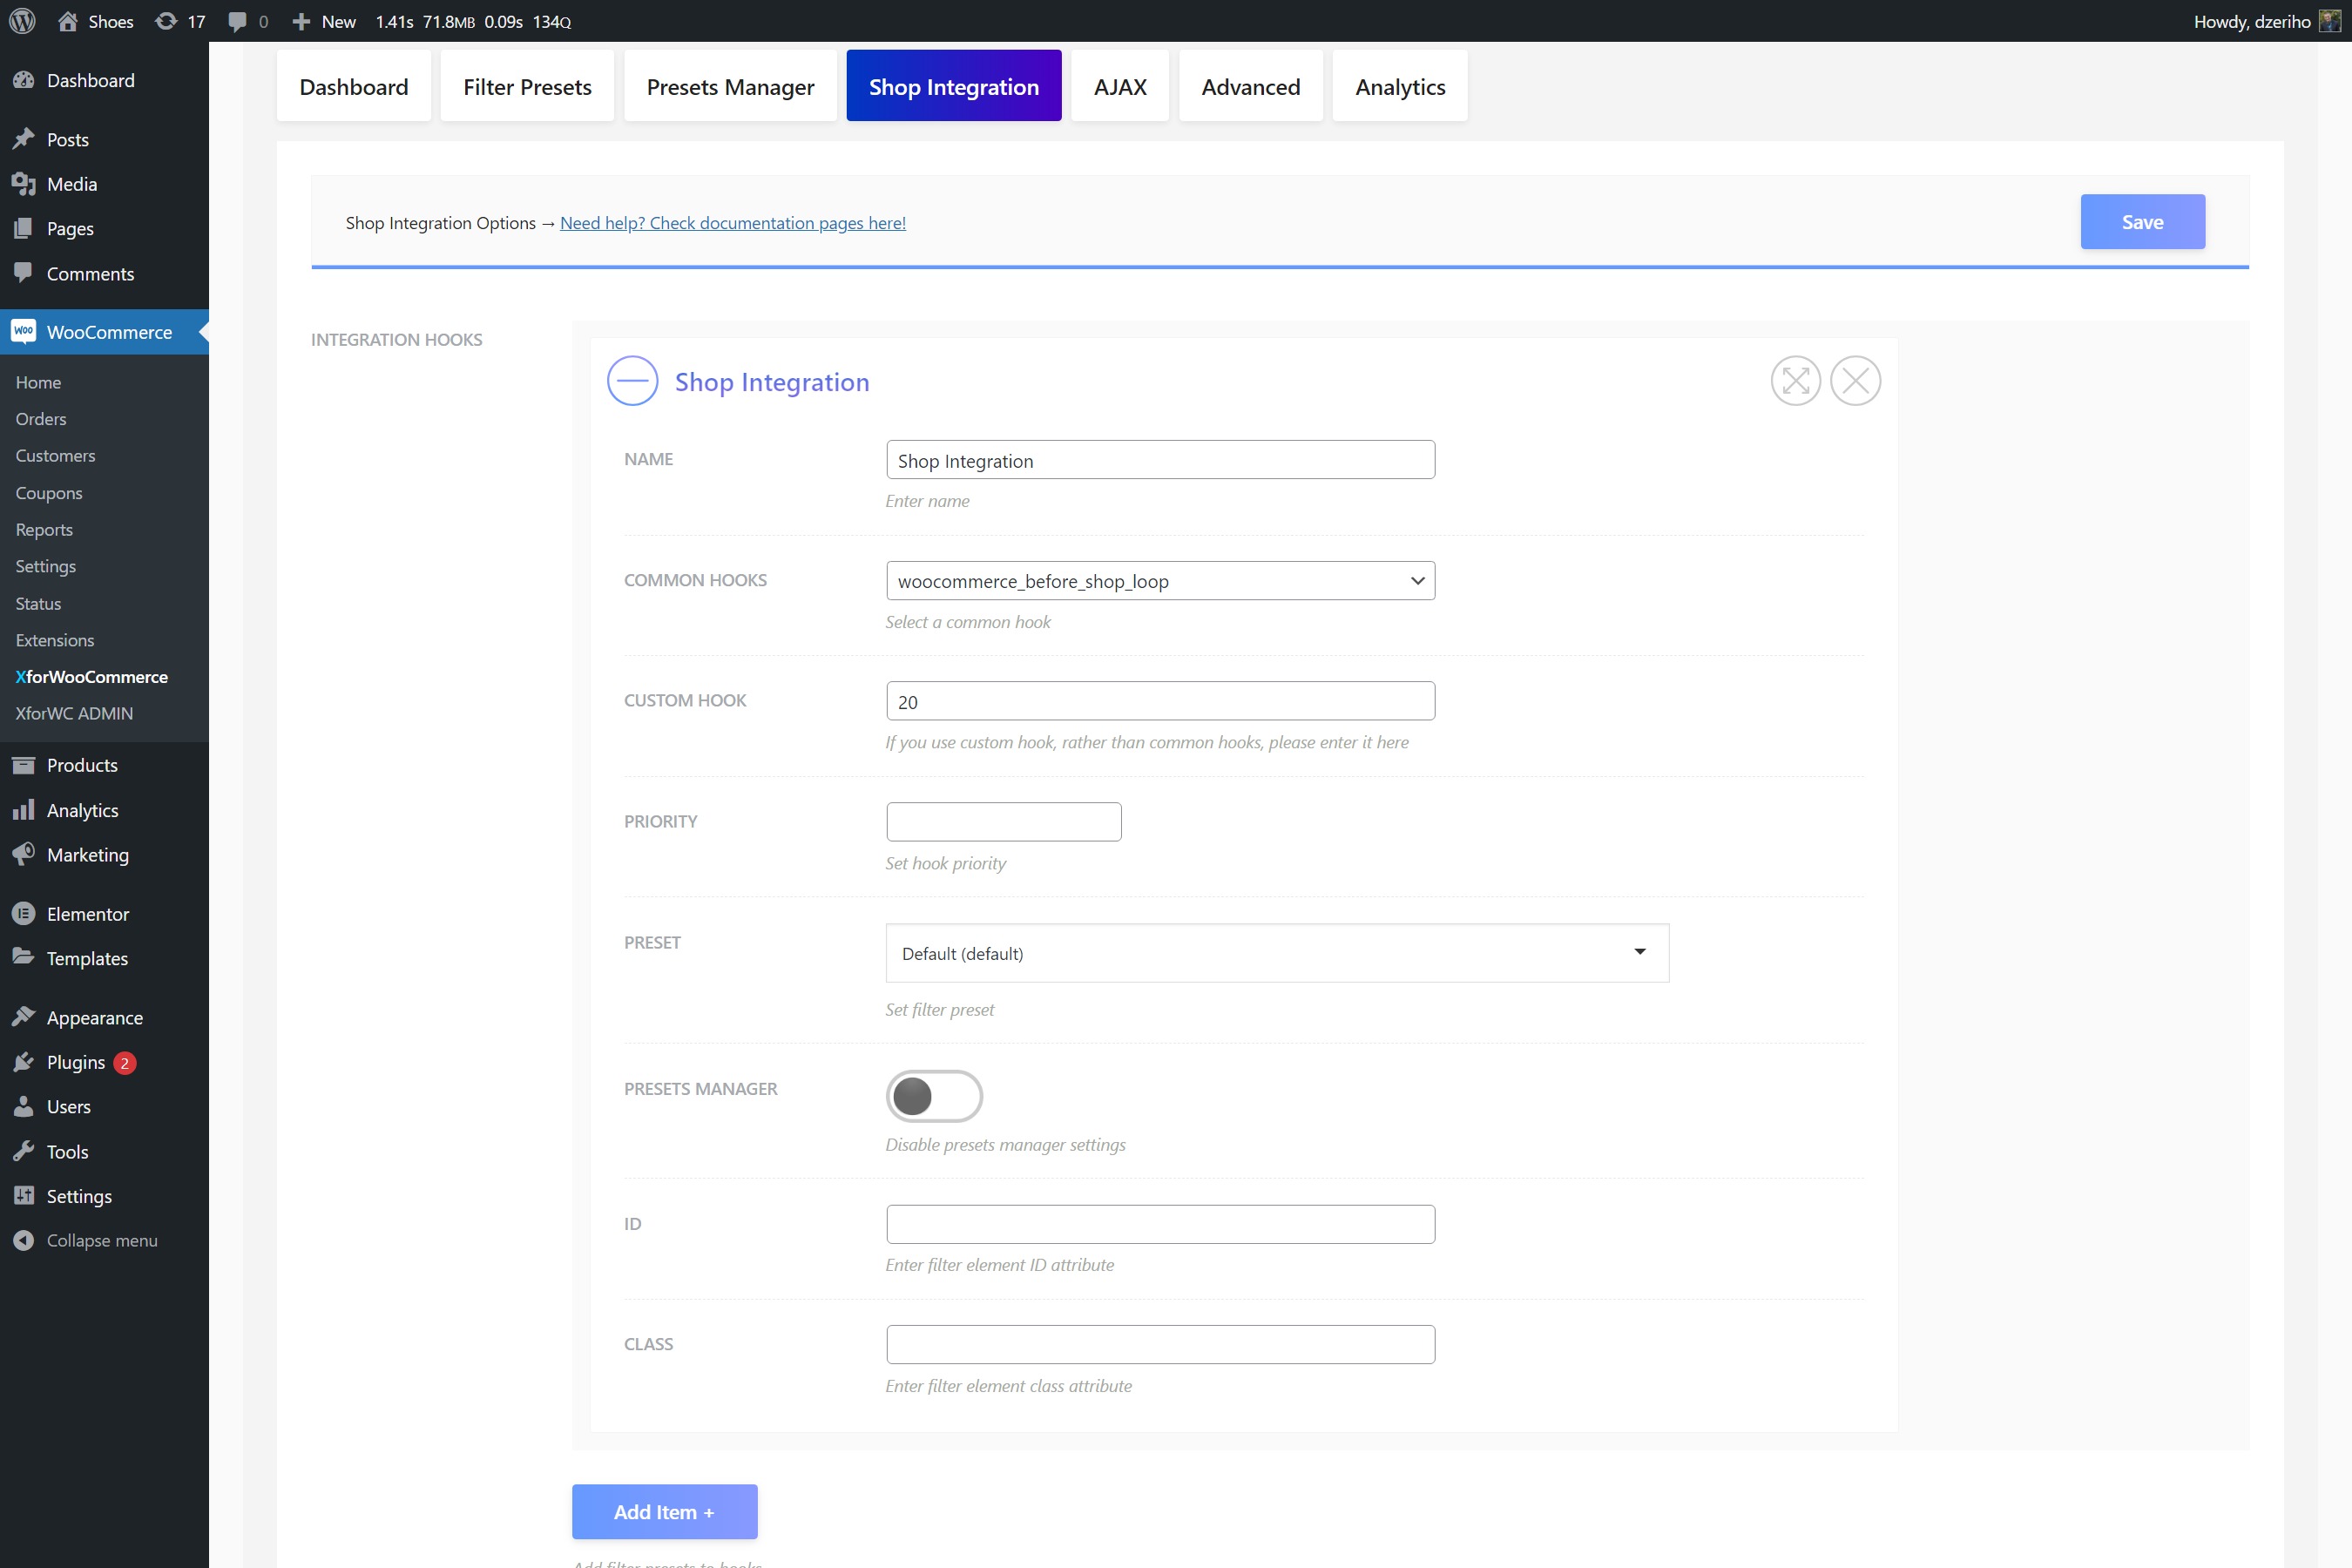 Shoes 17 0 New 1.41s 71.8MB 0.09s 134Q Howdy, dzeriho
Dashboard
Posts
Media
Pages
Comments
WooCommerce
Home
Orders
Customers
Coupons
Reports
Settings
Status
Extensions
XforWooCommerce
XforWC ADMIN
Products
Analytics
Marketing
Elementor
Templates
Appearance
Plugins 2
Users
Tools
Settings
Collapse menu
Dashboard Filter Presets Presets Manager Shop Integration AJAX Advanced Analytics
Shop Integration Options → Need help? Check documentation pages here! Save
INTEGRATION HOOKS
Shop Integration
NAME Shop Integration
Enter name
COMMON HOOKS woocommerce_before_shop_loop
Select a common hook
CUSTOM HOOK 20
If you use custom hook, rather than common hooks, please enter it here
PRIORITY
Set hook priority
PRESET Default (default)
Set filter preset
PRESETS MANAGER
Disable presets manager settings
ID
Enter filter element ID attribute
CLASS
Enter filter element class attribute
Add Item +
Add filter presets to hooks